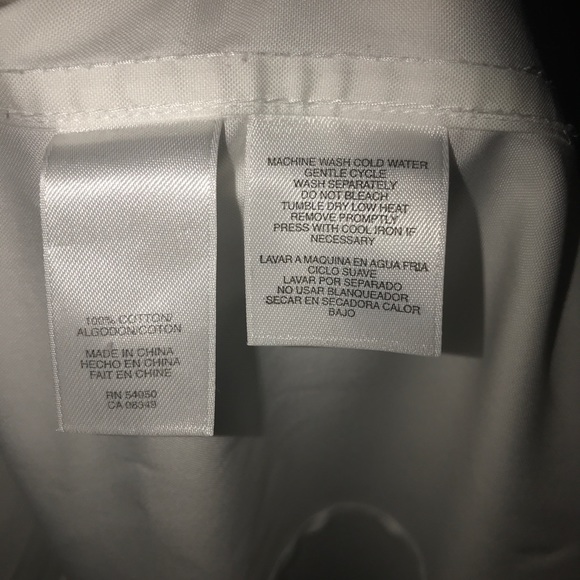 100% COTTON/
ALGODON/COTON
MADE IN CHINA
HECHO EN CHINA
FAIT EN CHINE
RN 54050
CA 06349
MACHINE WASH COLD WATER
GENTLE CYCLE
WASH SEPARATELY
DO NOT BLEACH
TUMBLE DRY LOW HEAT
REMOVE PROMPTLY
PRESS WITH COOL IRON IF
NECESSARY
LAVAR A MAQUINA EN AGUA FRIA
CICLO SUAVE
LAVAR POR SEPARADO
NO USAR BLANQUEADOR
SECAR EN SECADORA CALOR
BAJO